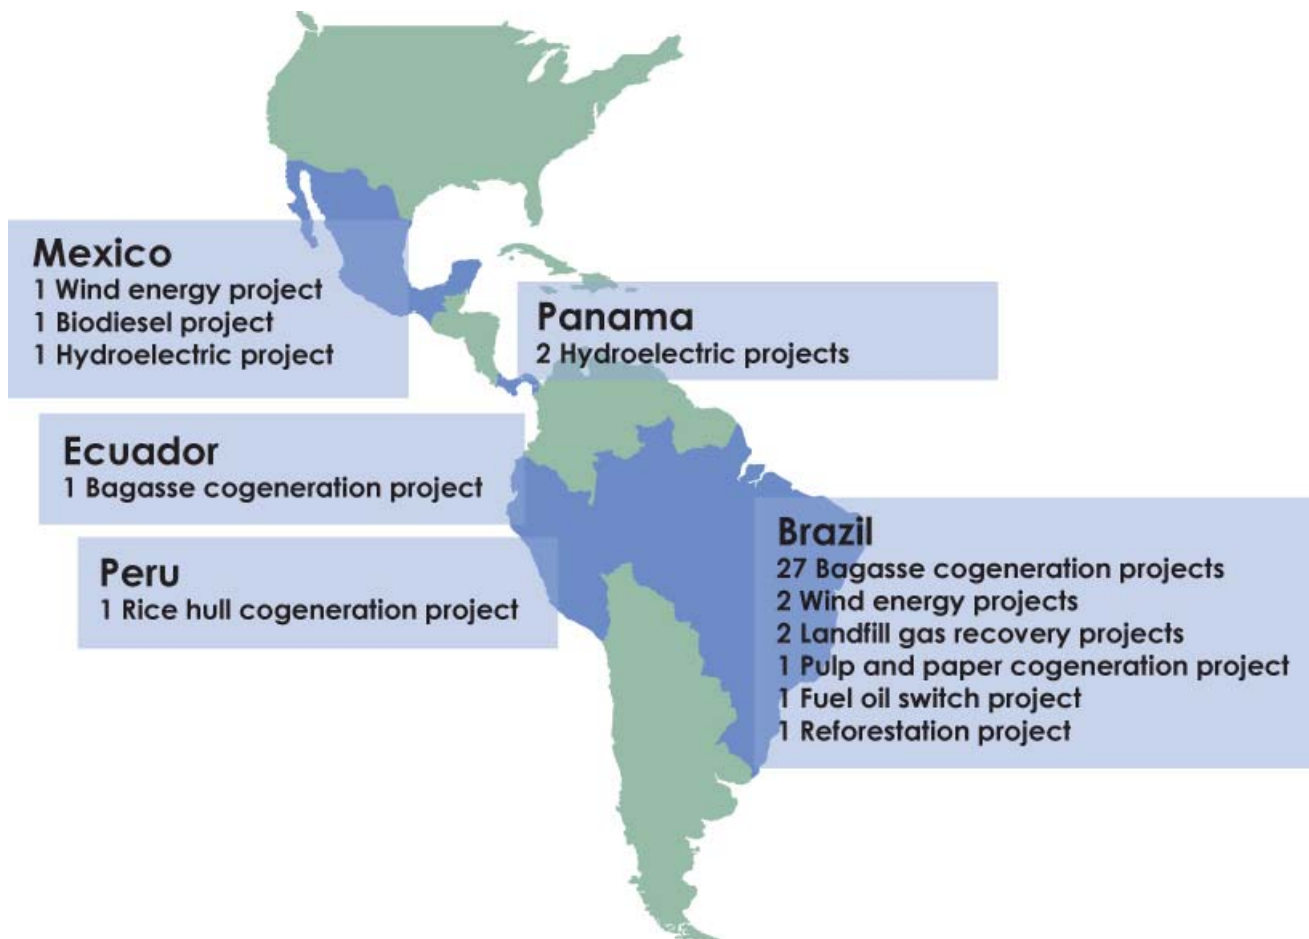 Mexico
1 Wind energy project
1 Biodiesel project
1 Hydroelectric project
Panama
2 Hydroelectric projects
Ecuador
1 Bagasse cogeneration project
Peru
1 Rice hull cogeneration project
Brazil
27 Bagasse cogeneration projects
2 Wind energy projects
2 Landfill gas recovery projects
1 Pulp and paper cogeneration project
1 Fuel oil switch project
1 Reforestation project